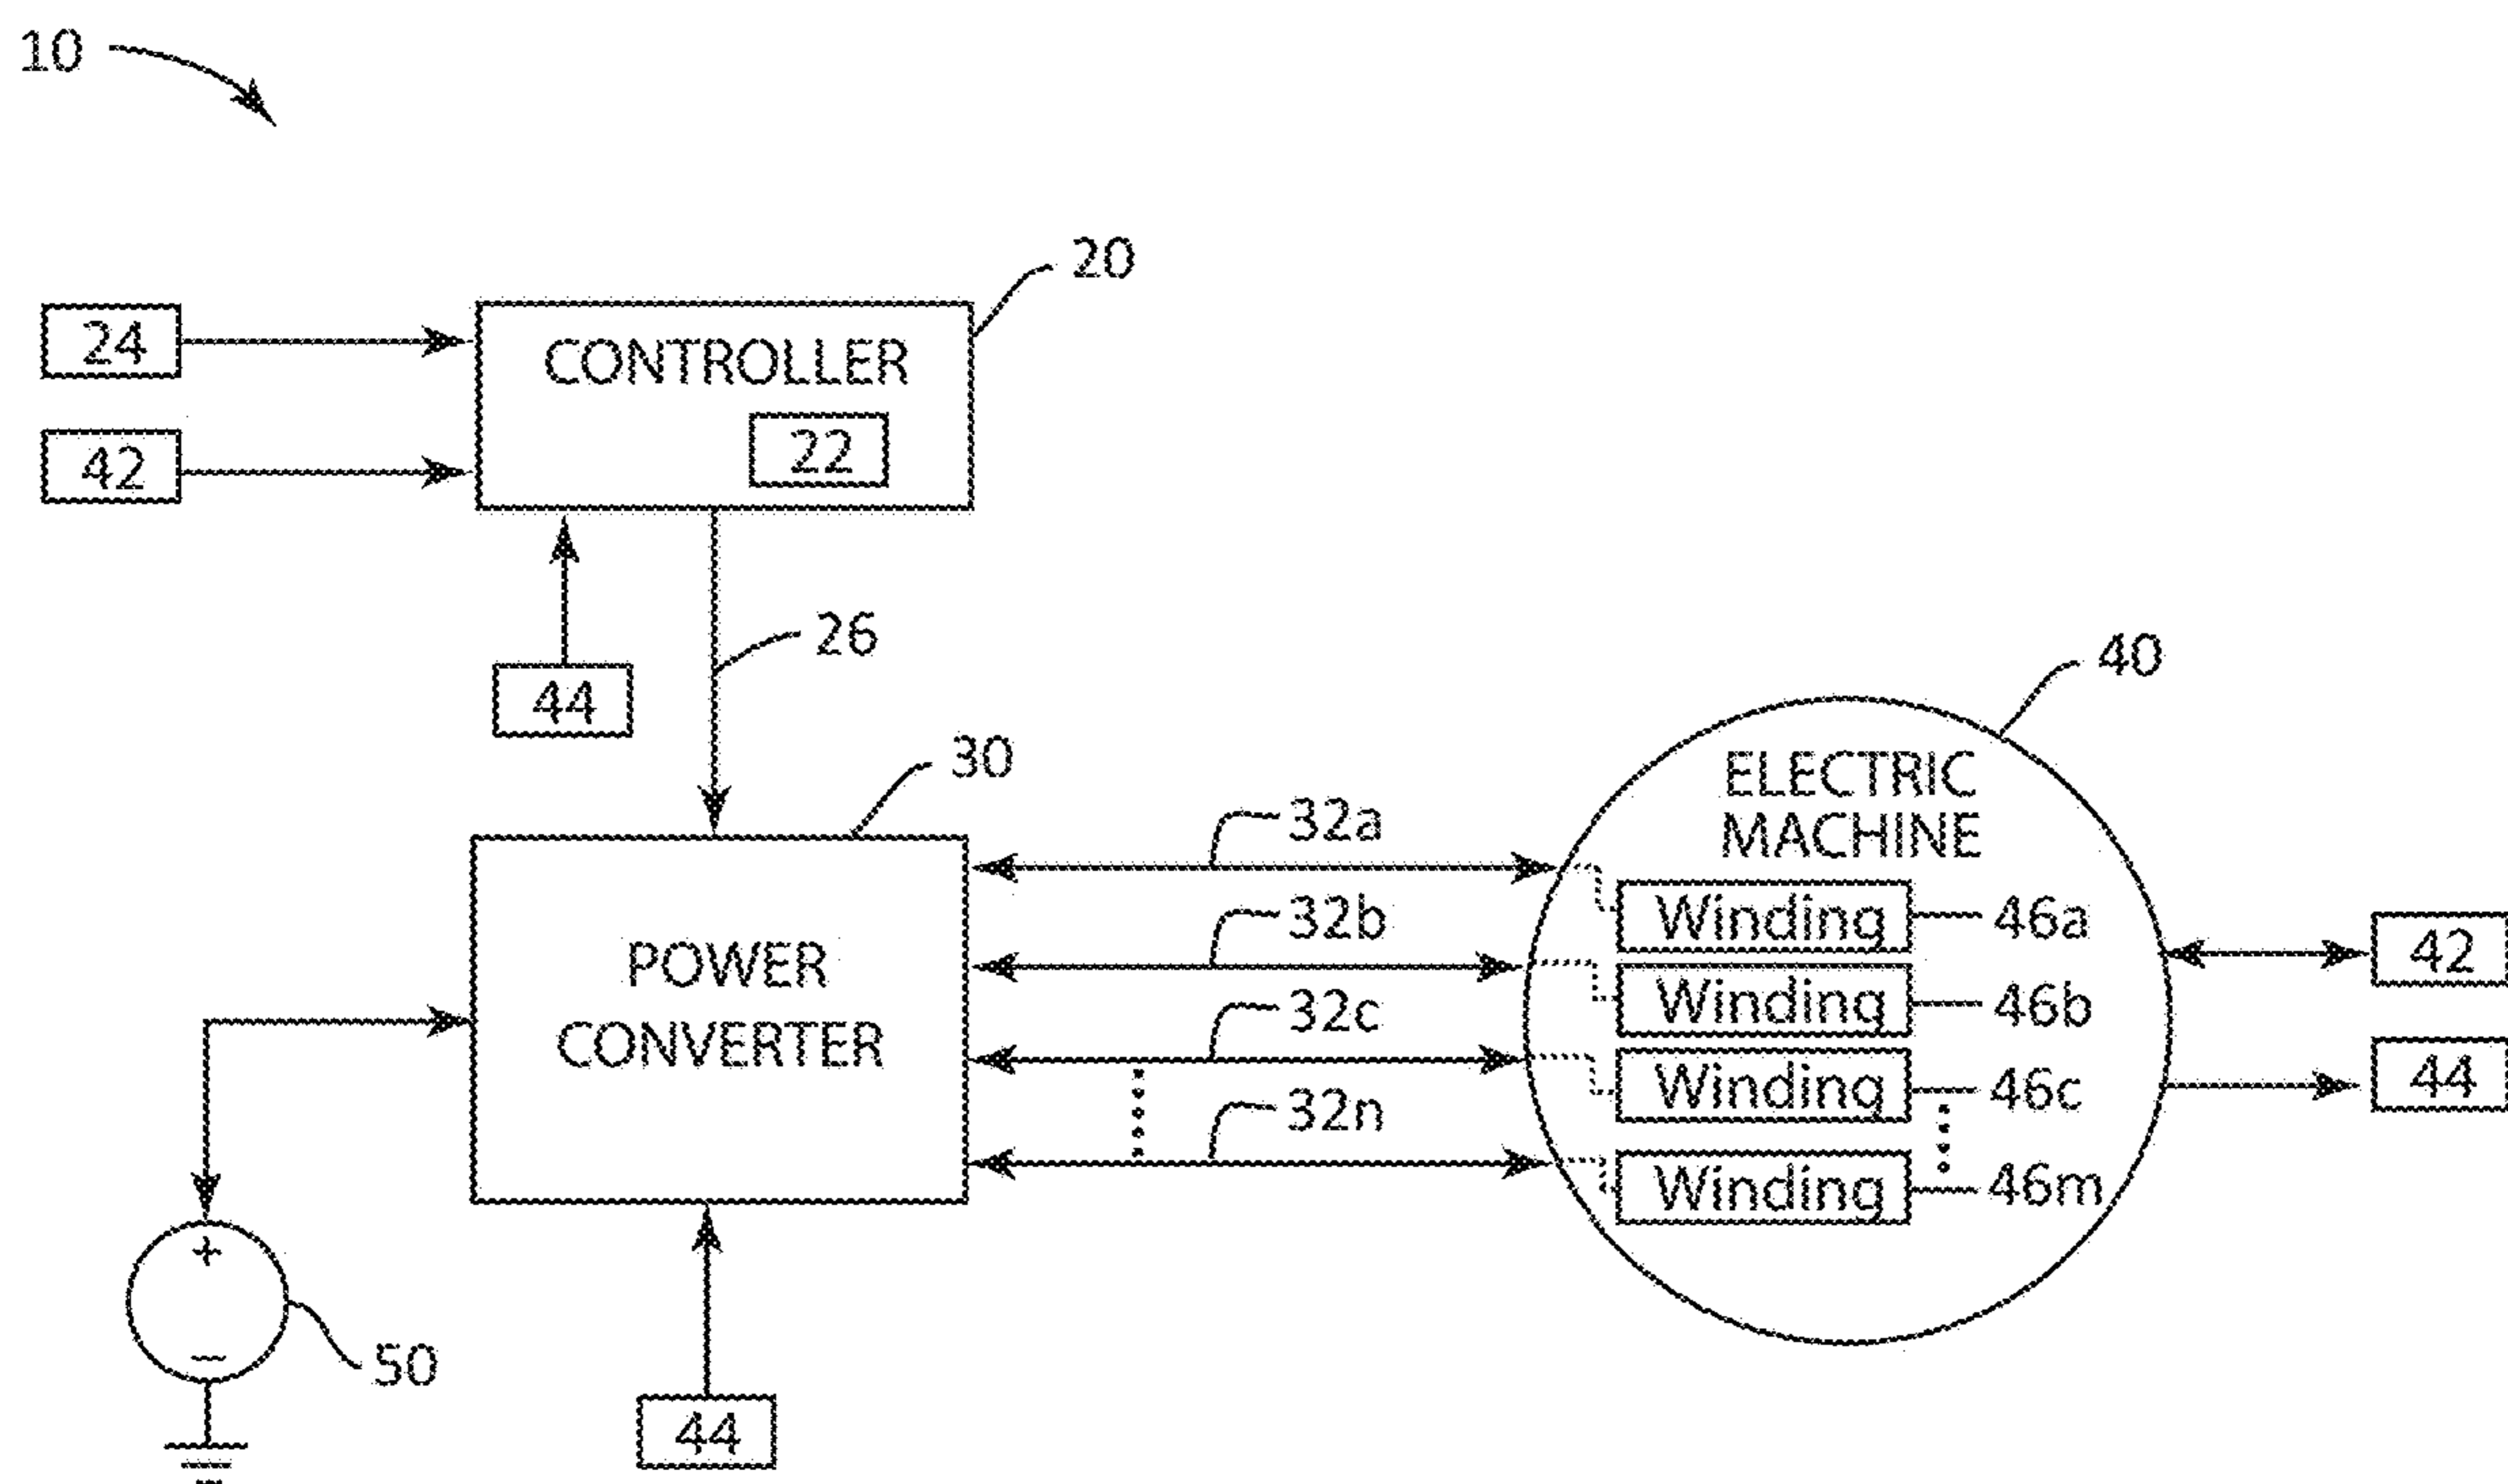 10
20
24
CONTROLLER
42
22
26
44
40
30
ELECTRIC
MACHINE
32a
Winding 46a
32b
POWER
CONVERTER
42
Winding 46b
32c
Winding 46c
44
32n
Winding 46m
+
−
50
44